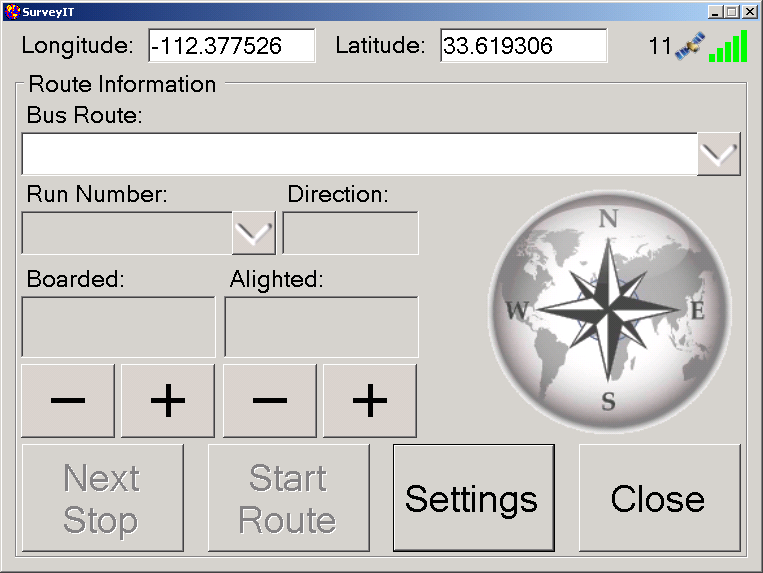 SurveyIT
Longitude: -112.377526 Latitude: 33.619306 11
Route Information
Bus Route:
Run Number: Direction:
N
W E
S
Boarded: Alighted:
− + − +
Next Stop Start Route Settings Close